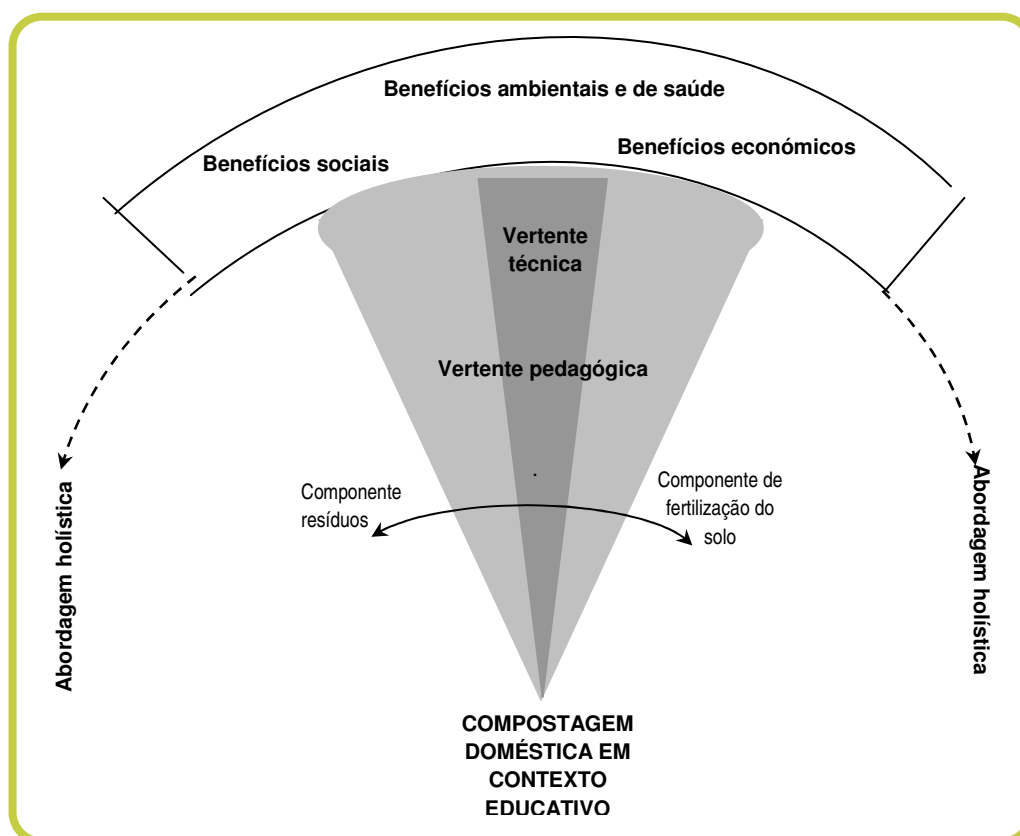 Benefícios ambientais e de saúde
Benefícios sociais
Benefícios económicos
Vertente
técnica
Vertente pedagógica
Componente
resíduos
Componente de
fertilização do
solo
Abordagem holística
Abordagem holística
COMPOSTAGEM
DOMÉSTICA EM
CONTEXTO
EDUCATIVO